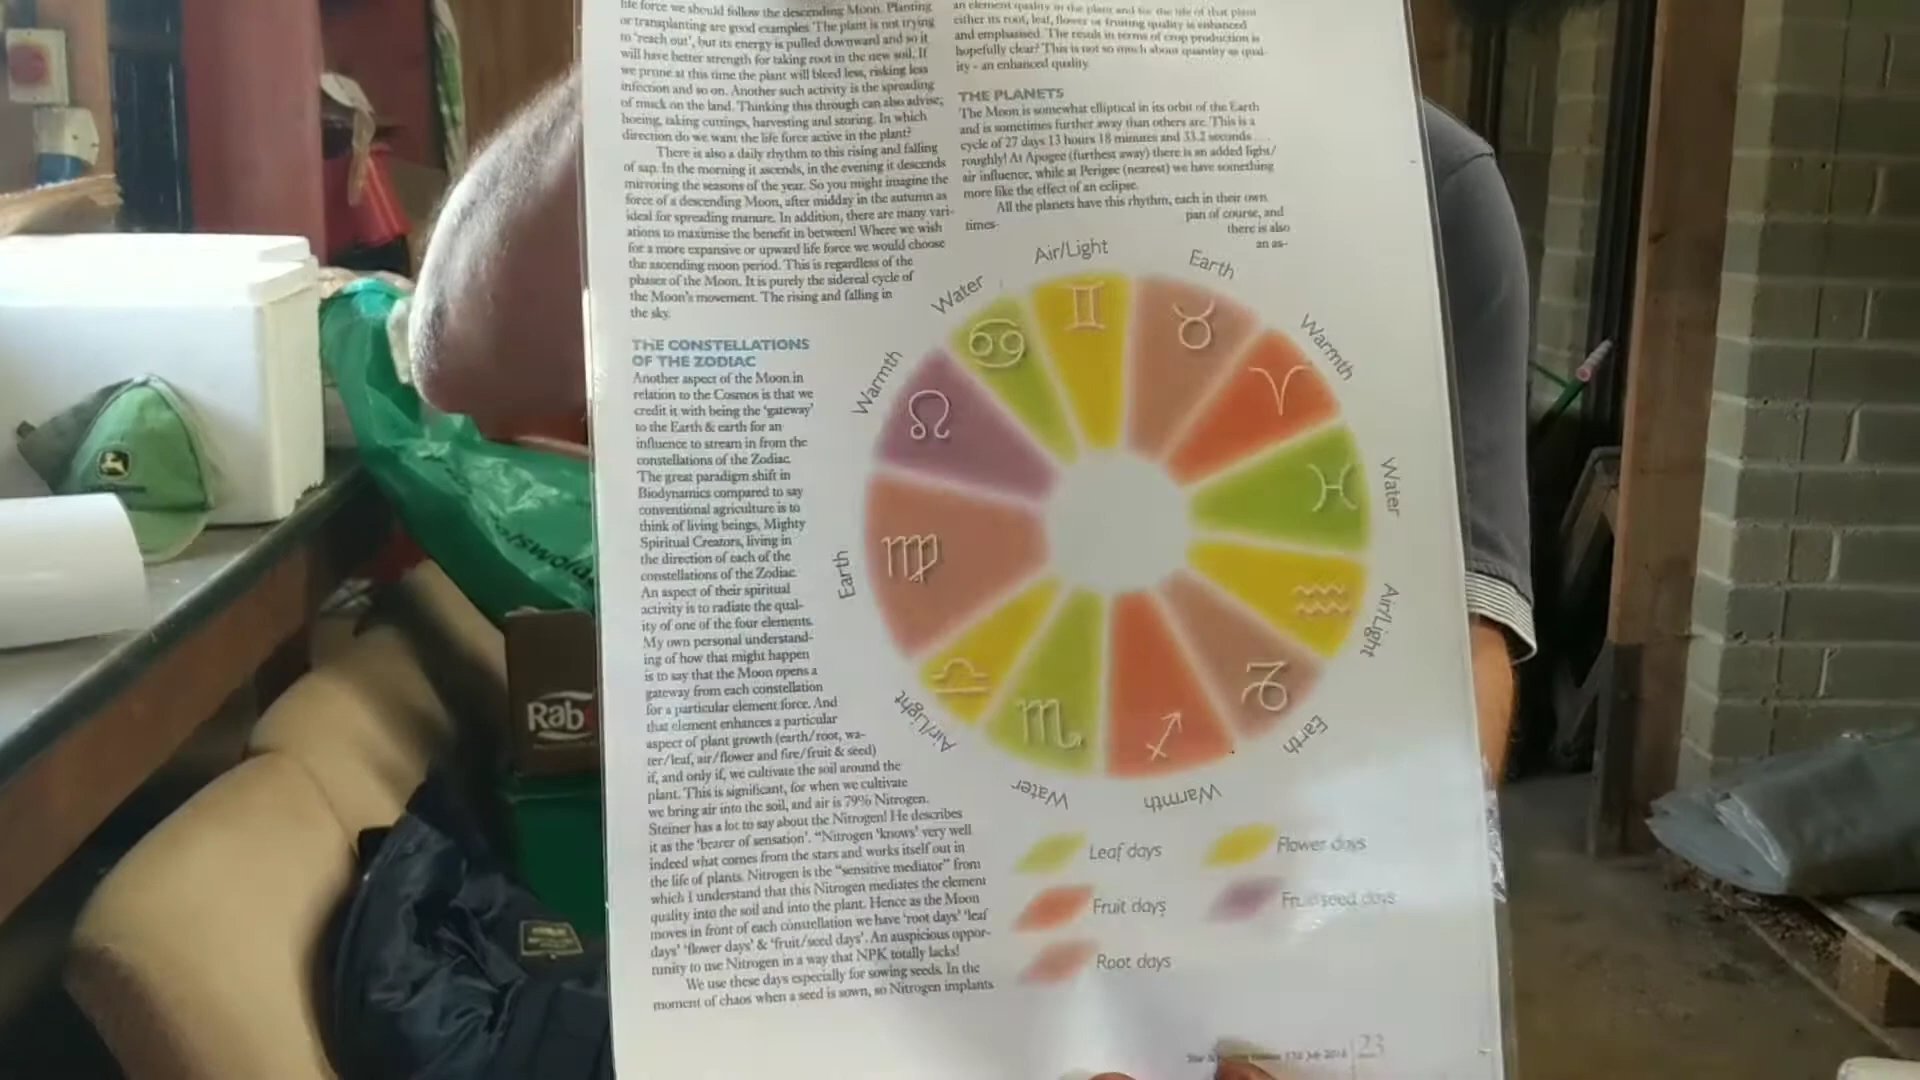 life force we should follow the descending Moon. Planting
or transplanting are good examples. The plant is not trying
to 'reach out', but its energy is pulled downward and so it
will have better strength for taking root in the new soil. If
we prune at this time the plant will bleed less, risking less
infection and so on. Another such activity is the spreading
of muck on the land. Thinking this through can also advise,
hoeing, taking cuttings, harvesting and storing. In which
direction do we want the life force active in the plant?
There is also a daily rhythm to this rising and falling
of sap. In the morning it ascends, in the evening it descends
mirroring the seasons of the year. So you might imagine the
force of a descending Moon, after midday in the autumn as
ideal for spreading manure. In addition, there are many vari-
ations to maximise the benefit in between! Where we wish
for a more expansive or upward life force we would choose
the ascending moon period. This is regardless of the
phases of the Moon. It is purely the sidereal cycle of
the Moon's movement. The rising and falling in
the sky.
THE CONSTELLATIONS
OF THE ZODIAC
Another aspect of the Moon in
relation to the Cosmos is that we
credit it with being the 'gateway'
to the Earth & earth for an
influence to stream in from the
constellations of the Zodiac.
The great paradigm shift in
Biodynamics compared to say
conventional agriculture is to
think of living beings, Mighty
Spiritual Creators, living in
the direction of each of the
constellations of the Zodiac.
An aspect of their spiritual
activity is to radiate the qual-
ity of one of the four elements.
My own personal understand-
ing of how that might happen
is to say that the Moon opens a
gateway from each constellation
for a particular element force. And
that element enhances a particular
aspect of plant growth (earth/root, wa-
ter/leaf, air/flower and fire/fruit & seed)
if, and only if, we cultivate the soil around the
plant. This is significant, for when we cultivate
we bring air into the soil, and air is 79% Nitrogen.
Steiner has a lot to say about the Nitrogen! He describes
it as the 'bearer of sensation'. "Nitrogen 'knows' very well
indeed what comes from the stars and works itself out in
the life of plants. Nitrogen is the "sensitive mediator" from
which I understand that this Nitrogen mediates the element
quality into the soil and into the plant. Hence as the Moon
moves in front of each constellation we have 'root days' 'leaf
days' 'flower days' & 'fruit/seed days'. An auspicious oppor-
tunity to use Nitrogen in a way that NPK totally lacks!
We use these days especially for sowing seeds. In the
moment of chaos when a seed is sown, so Nitrogen implants
an element quality in the plant and for the life of that plant
either its root, leaf, flower or fruiting quality is enhanced
and emphasised. The result in terms of crop production is
hopefully clear! This is not so much about quantity as qual-
ity - an enhanced quality.
THE PLANETS
The Moon is somewhat elliptical in its orbit of the Earth
and is sometimes further away than others are. This is a
cycle of 27 days 13 hours 18 minutes and 33.2 seconds
roughly! At Apogee (furthest away) there is an added light/
air influence, while at Perigee (nearest) we have something
more like the effect of an eclipse.
All the planets have this rhythm, each in their own
times-
pan of course, and
there is also
an as-
Air/Light
Earth
Warmth
Water
Air/Light
Earth
Warmth
Water
Air/Light
Earth
Warmth
Water
Leaf days
Flower days
Fruit days
Fruit/seed days
Root days
23
Rab